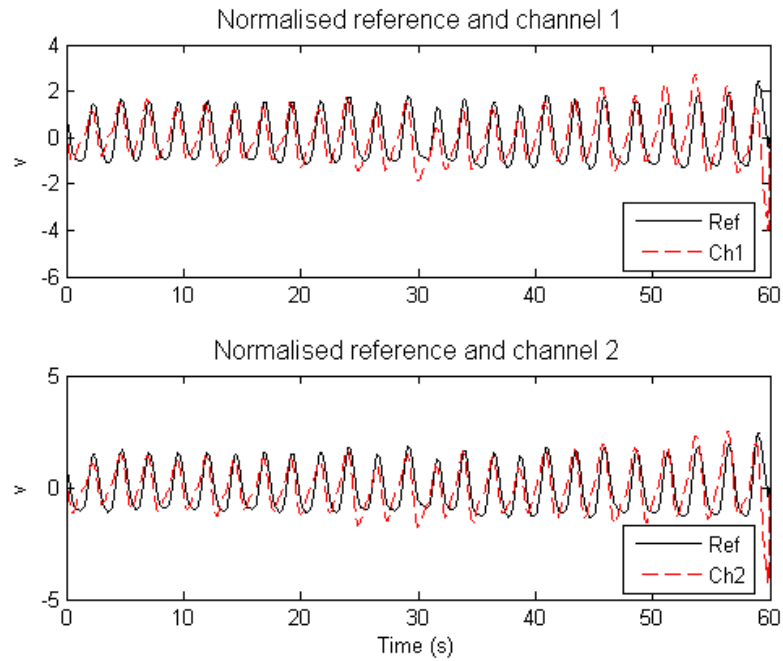 Normalised reference and channel 1
4
2
0
-2
-4
-6
v
Ref
Ch1
0 10 20 30 40 50 60
Normalised reference and channel 2
5
0
-5
v
Ref
Ch2
0 10 20 30 40 50 60
Time (s)